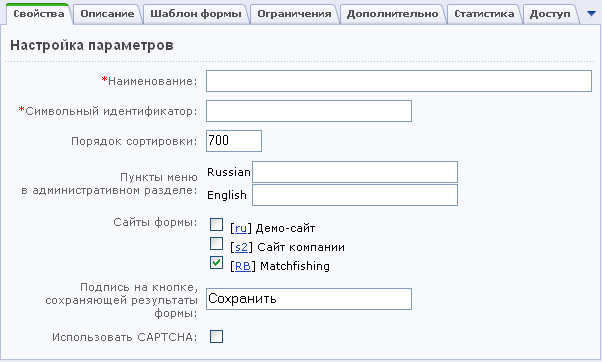 Свойства Описание Шаблон формы Ограничения Дополнительно Статистика Доступ
Настройка параметров
*Наименование:
*Символьный идентификатор:
Порядок сортировки: 700
Пункты меню Russian
в административном разделе: English
Сайты формы: [ru] Демо-сайт
[s2] Сайт компании
[RB] Matchfishing
Подпись на кнопке,
сохраняющей результаты Сохранить
формы:
Использовать CAPTCHA: